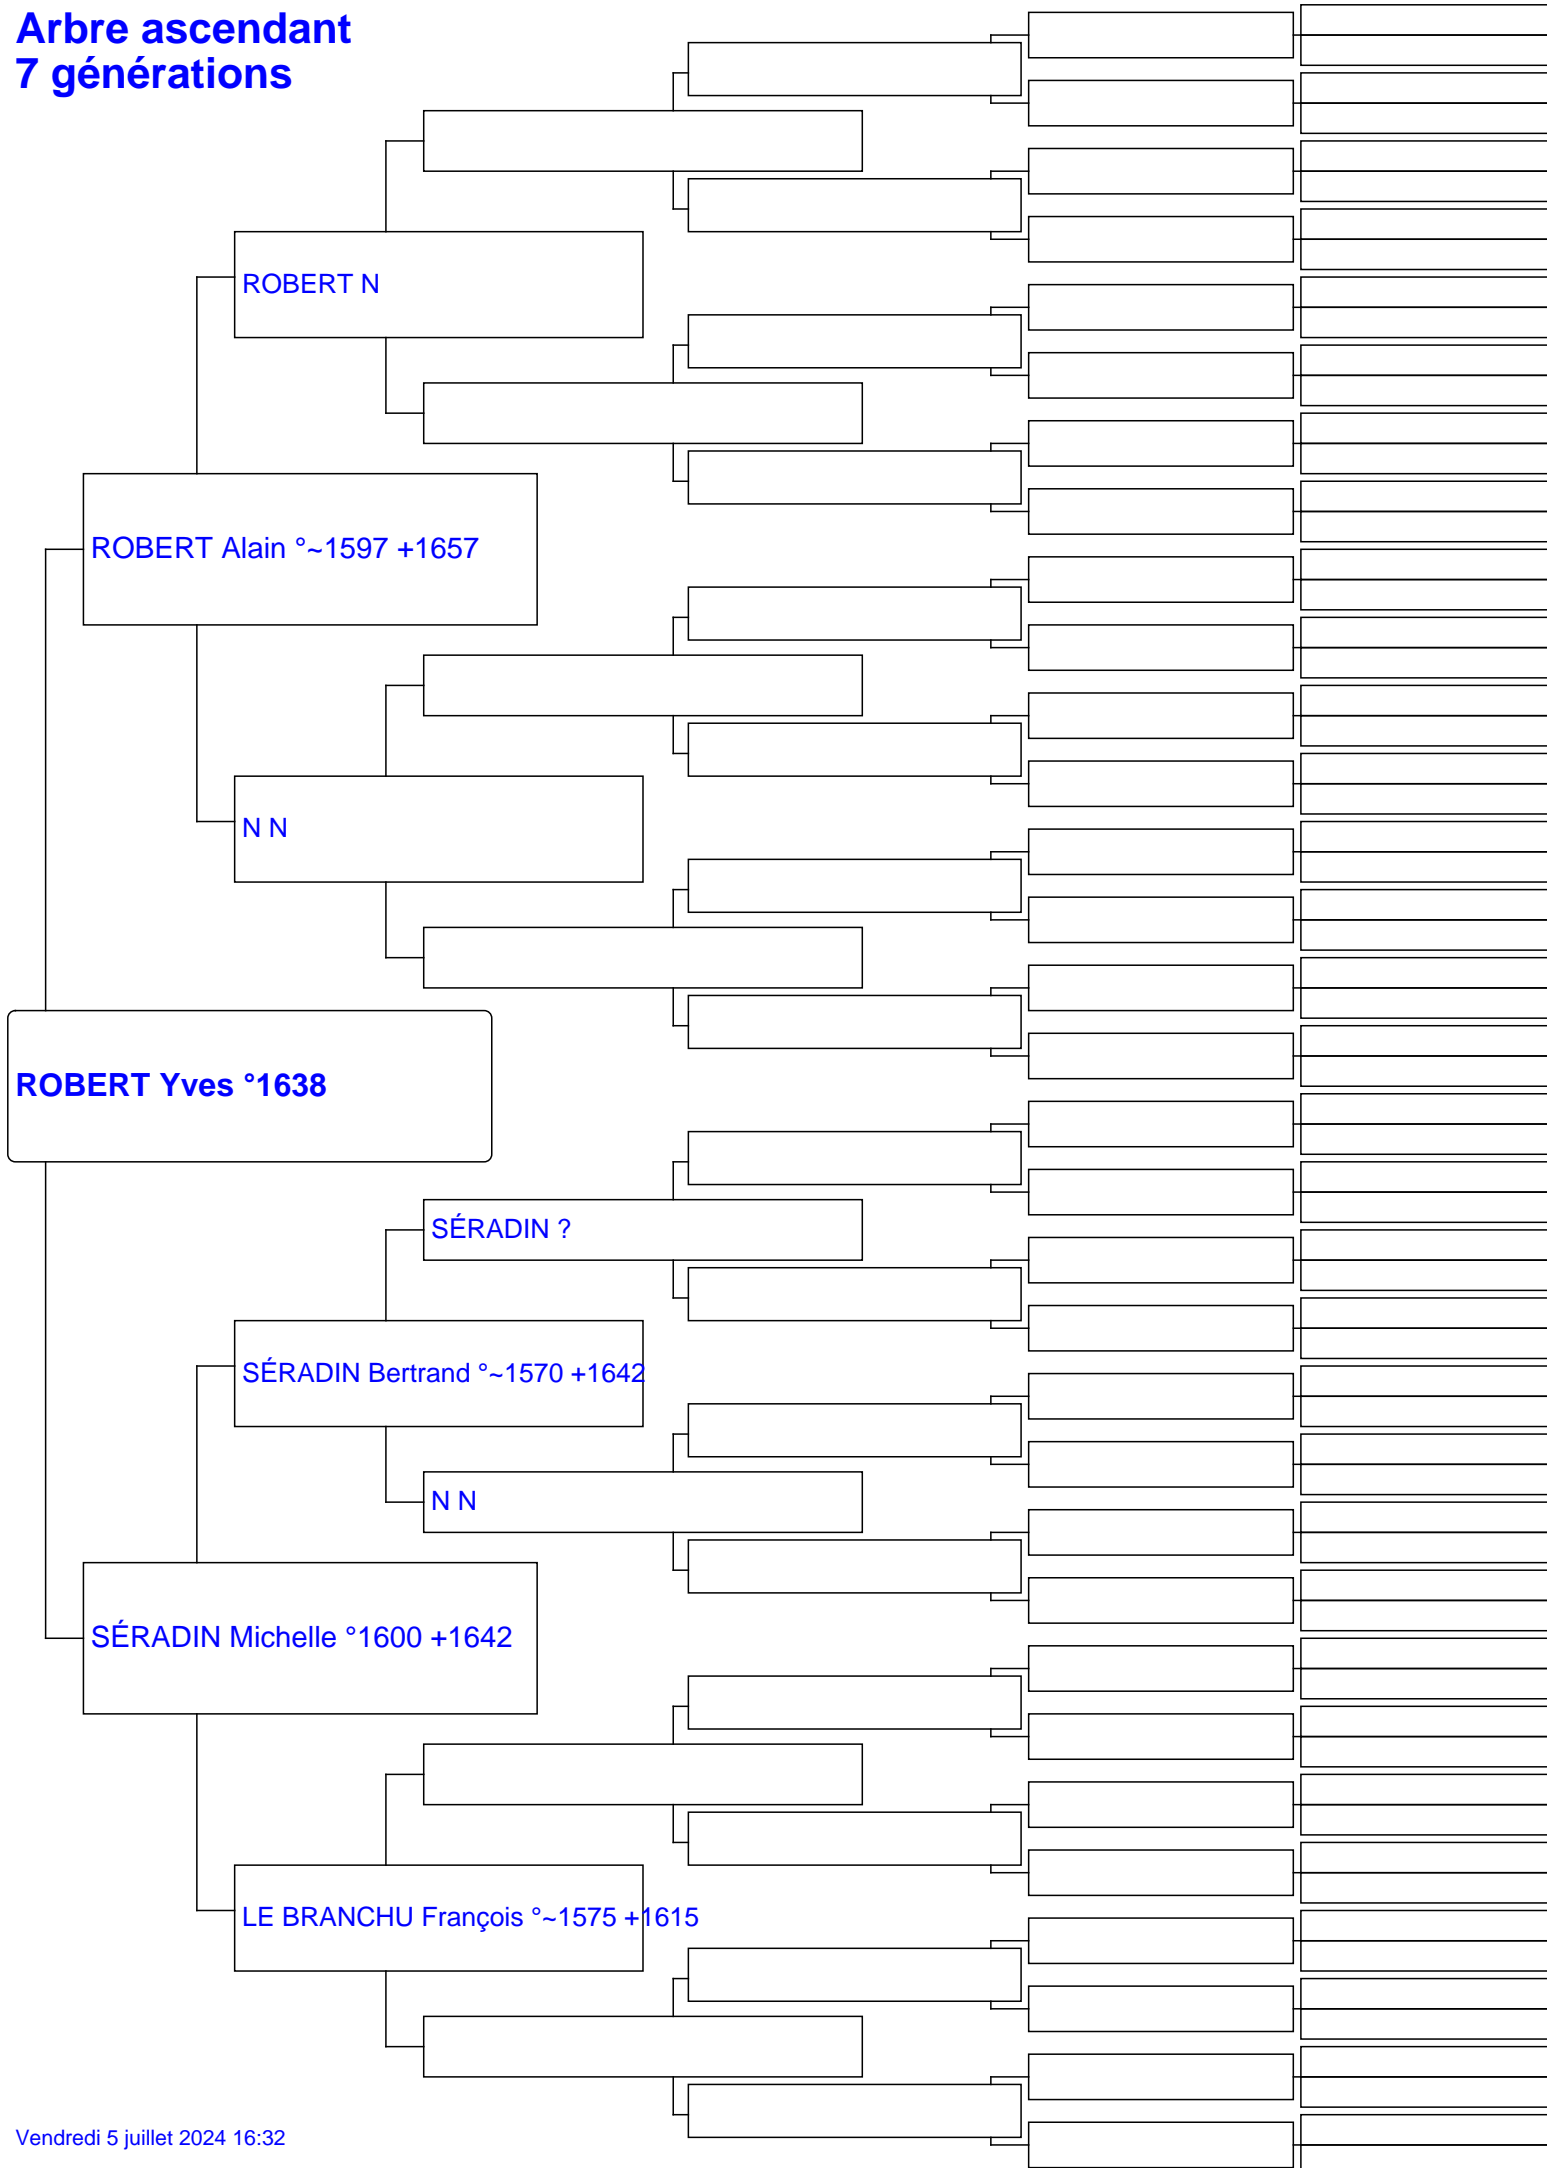 Arbre ascendant
7 générations
ROBERT N
ROBERT Alain °~1597 +1657
N N
ROBERT Yves °1638
SÉRADIN ?
SÉRADIN Bertrand °~1570 +1642
N N
SÉRADIN Michelle °1600 +1642
LE BRANCHU François °~1575 +1615
Vendredi 5 juillet 2024 16:32